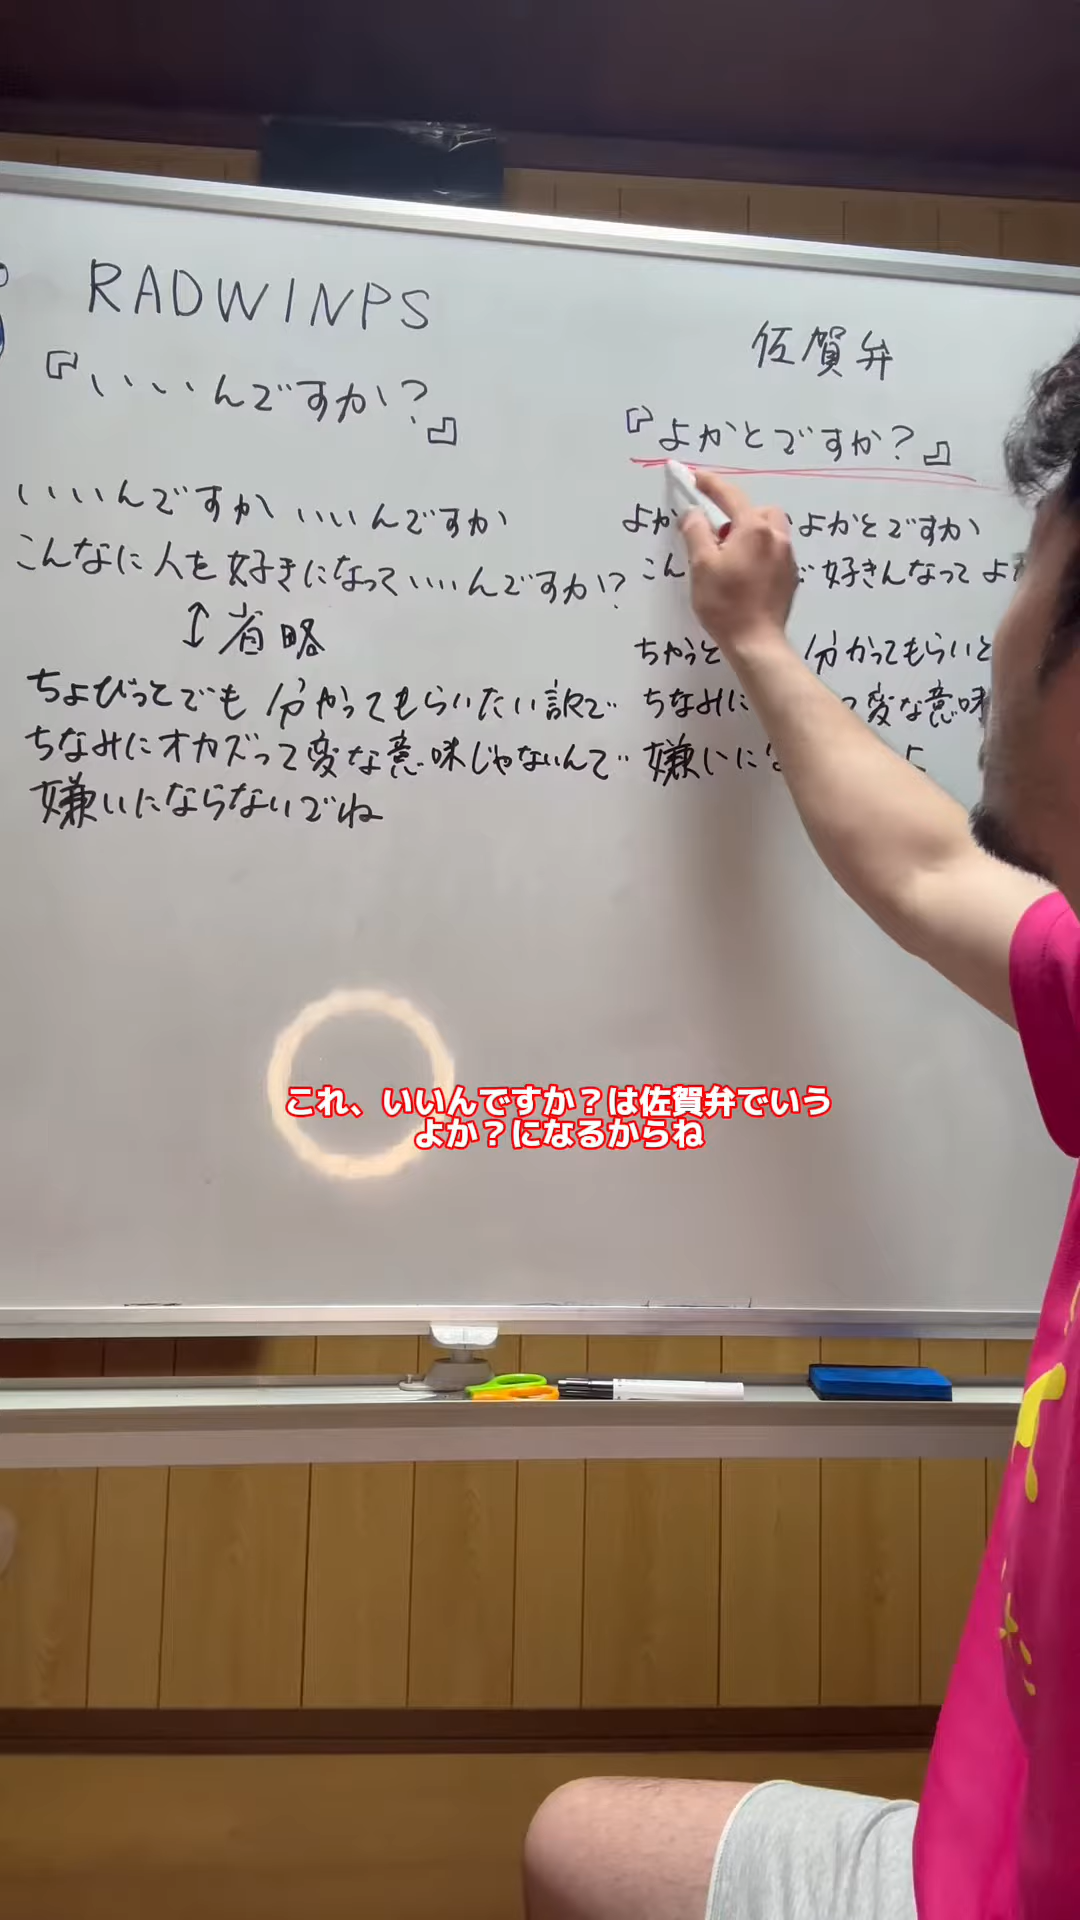 RADWINPS
『いいんですか?』
いいんですか いいんですか
こんなに人を好きになっていいんですか!?
↕省略
ちょびっとでも分かってもらいたい訳で
ちなみにオカズって変な意味じゃないんで
嫌いにならないでね
佐賀弁
『よかとですか?』
よか よかとですか
こん 好きんなって よ
ちゃっと 分かってもらいと
ちなみに って変な意味
嫌いにな
これ、いいんですか?は佐賀弁でいう
よか?になるからね